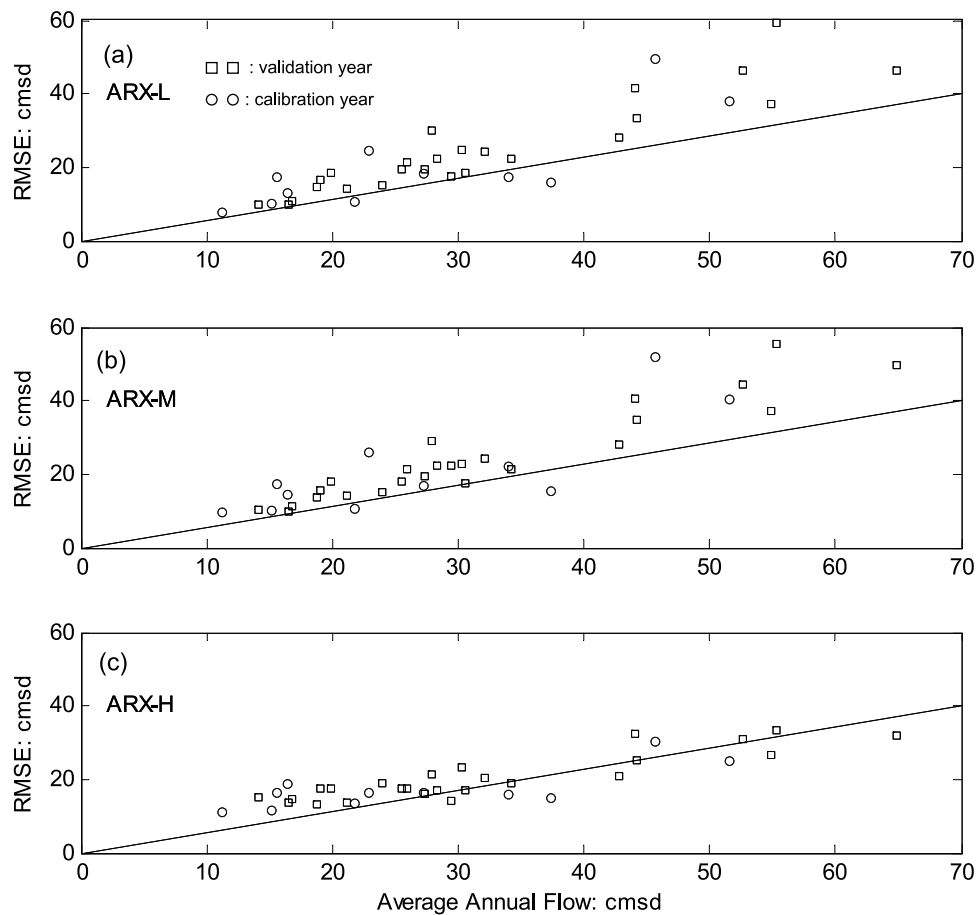 60
(a)
□ □ : validation year
ARX-L
○ ○ : calibration year
40
RMSE: cmsd
20
0
0 10 20 30 40 50 60 70
60
(b)
ARX-M
40
RMSE: cmsd
20
0
0 10 20 30 40 50 60 70
60
(c)
ARX-H
40
RMSE: cmsd
20
0
0 10 20 30 40 50 60 70
Average Annual Flow: cmsd